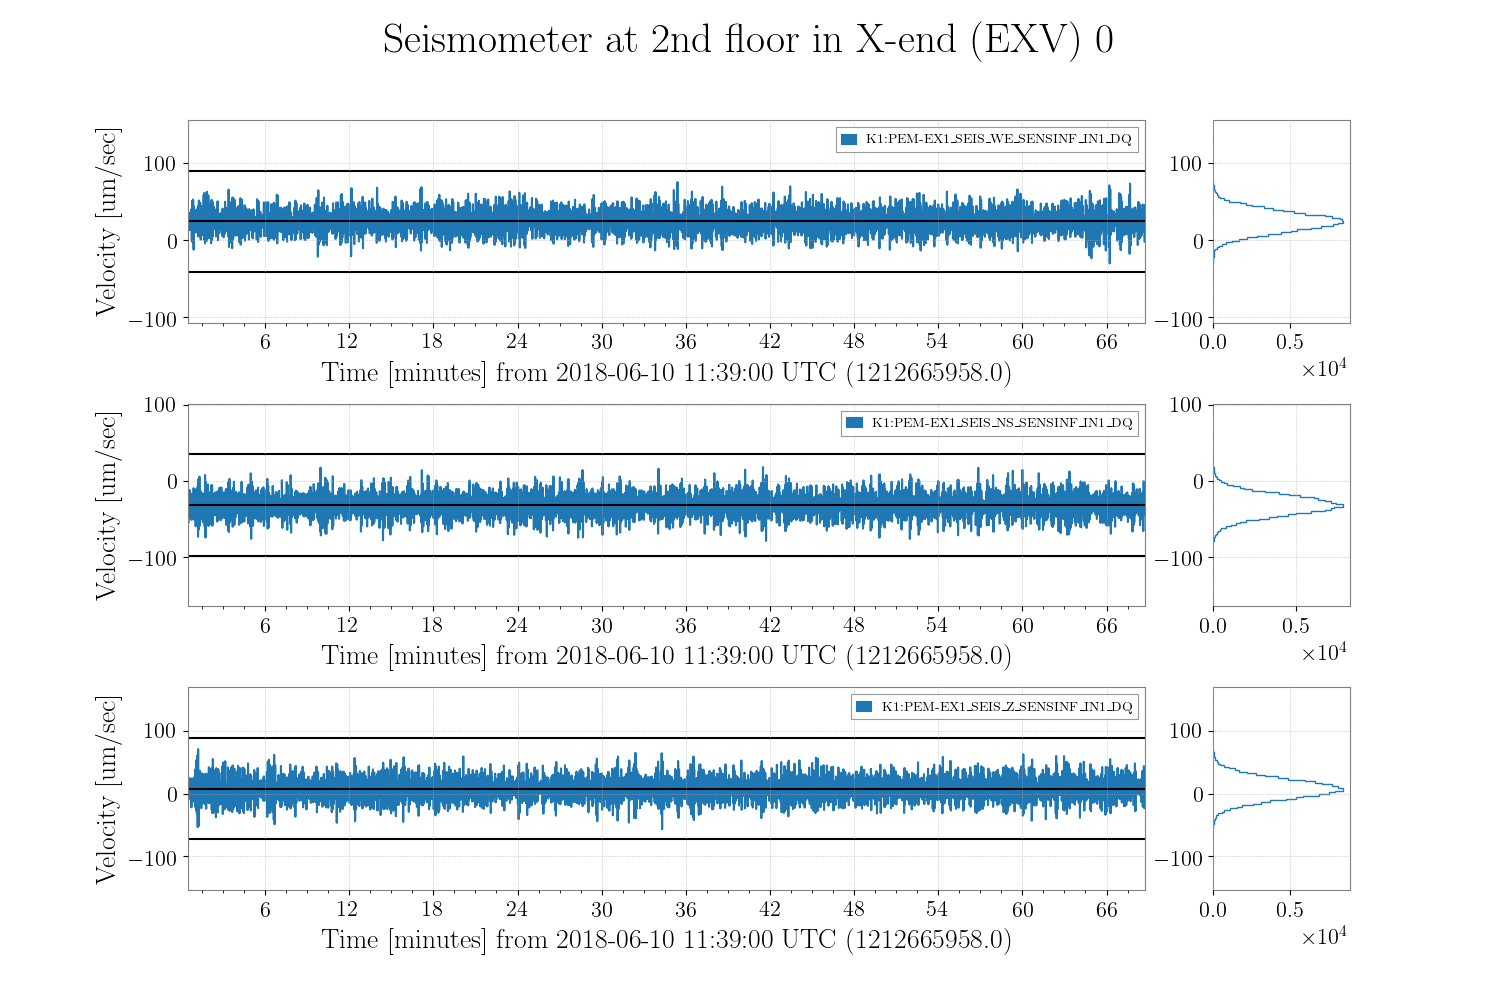 Seismometer at 2nd floor in X-end (EXV) 0
Velocity [um/sec]
100
0
−100
K1:PEM-EX1_SEIS_WE_SENSINF_IN1_DQ
6 12 18 24 30 36 42 48 54 60 66
Time [minutes] from 2018-06-10 11:39:00 UTC (1212665958.0)
100
0
−100
0.0 0.5
×10⁴
Velocity [um/sec]
100
0
−100
K1:PEM-EX1_SEIS_NS_SENSINF_IN1_DQ
6 12 18 24 30 36 42 48 54 60 66
Time [minutes] from 2018-06-10 11:39:00 UTC (1212665958.0)
100
0
−100
0.0 0.5
×10⁴
Velocity [um/sec]
100
0
−100
K1:PEM-EX1_SEIS_Z_SENSINF_IN1_DQ
6 12 18 24 30 36 42 48 54 60 66
Time [minutes] from 2018-06-10 11:39:00 UTC (1212665958.0)
100
0
−100
0.0 0.5
×10⁴